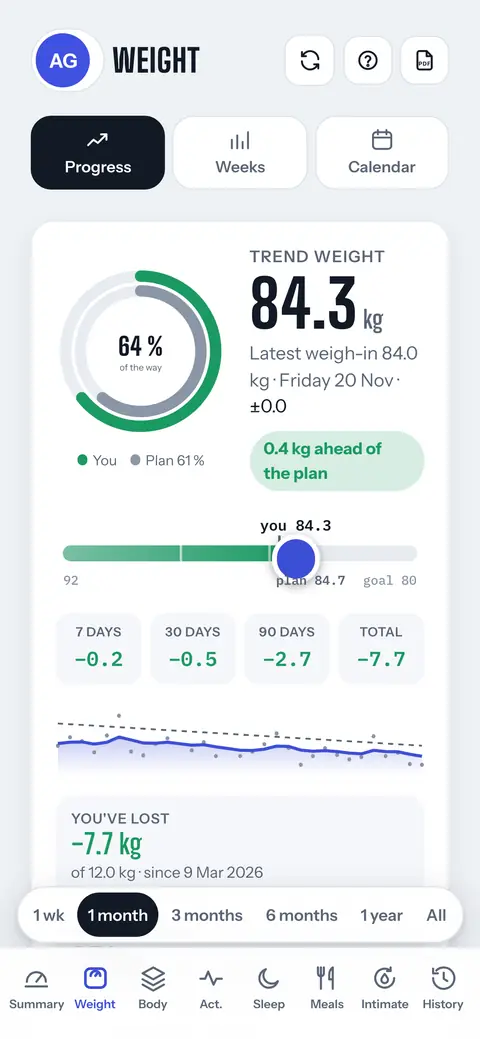 AG WEIGHT
PDF
Progress Weeks Calendar
TREND WEIGHT
84.3 kg
Latest weigh-in 84.0
kg · Friday 20 Nov ·
±0.0
0.4 kg ahead of
the plan
64 %
of the way
You Plan 61 %
you 84.3
92 plan 84.7 goal 80
7 DAYS 30 DAYS 90 DAYS TOTAL
−0.2 −0.5 −2.7 −7.7
YOU'VE LOST
−7.7 kg
of 12.0 kg · since 9 Mar 2026
1 wk 1 month 3 months 6 months 1 year All
Summary Weight Body Act. Sleep Meals Intimate History